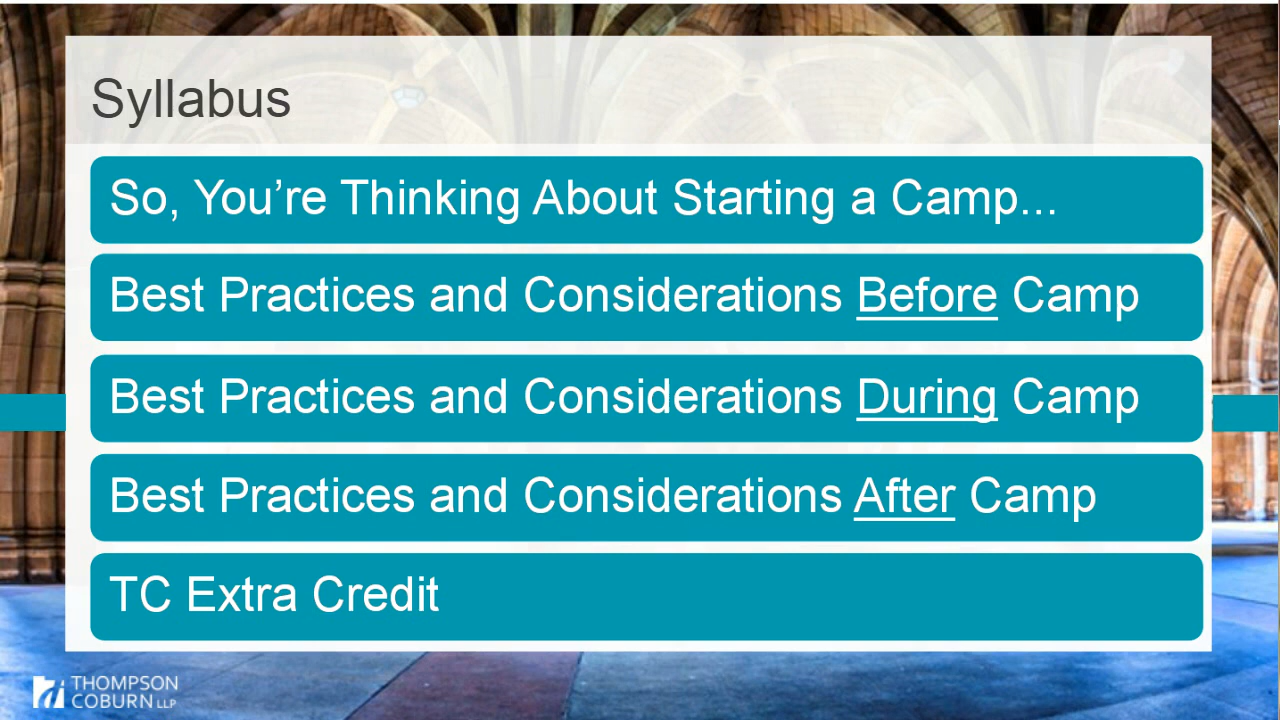 Syllabus
So, You’re Thinking About Starting a Camp...
Best Practices and Considerations Before Camp
Best Practices and Considerations During Camp
Best Practices and Considerations After Camp
TC Extra Credit
THOMPSON
COBURN LLP